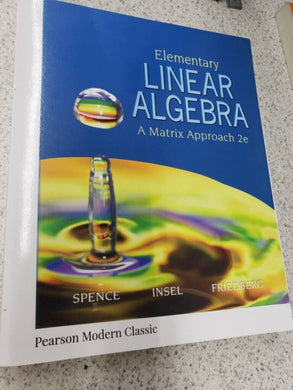 Elementary
LINEAR
ALGEBRA
A Matrix Approach 2e
SPENCE INSEL FRIEDBERG
Pearson Modern Classic